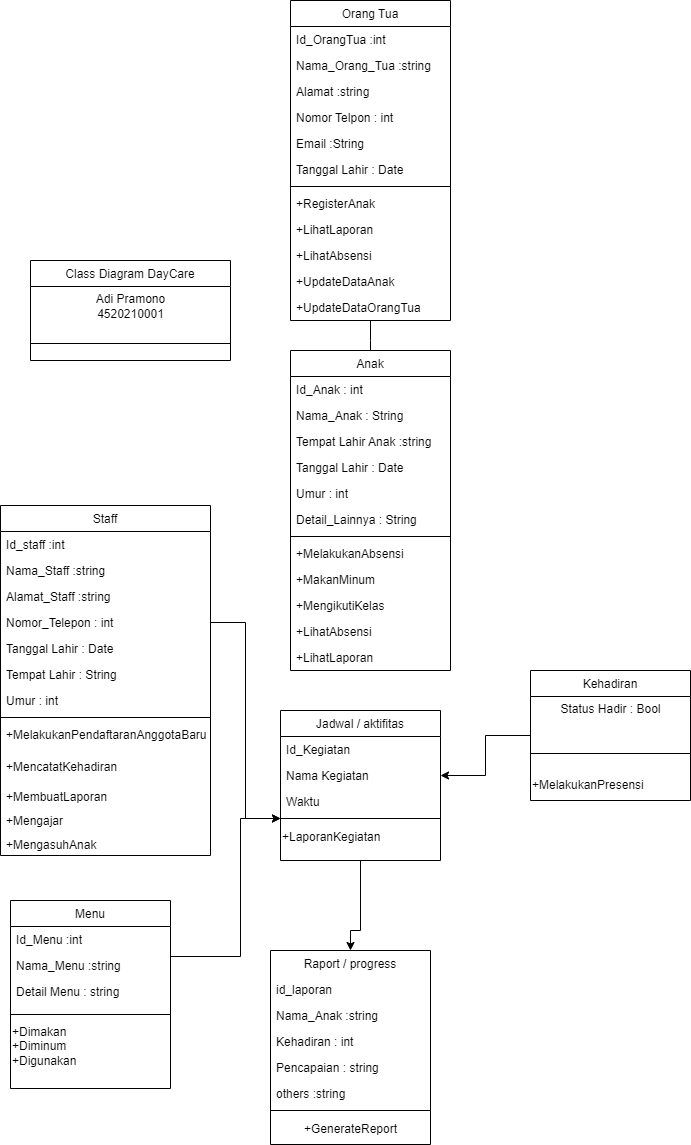 Orang Tua
Id_OrangTua :int
Nama_Orang_Tua :string
Alamat :string
Nomor Telpon : int
Email :String
Tanggal Lahir : Date
+RegisterAnak
+LihatLaporan
+LihatAbsensi
+UpdateDataAnak
+UpdateDataOrangTua
Class Diagram DayCare
Adi Pramono
4520210001
Anak
Id_Anak : int
Nama_Anak : String
Tempat Lahir Anak :string
Tanggal Lahir : Date
Umur : int
Detail_Lainnya : String
+MelakukanAbsensi
+MakanMinum
+MengikutiKelas
+LihatAbsensi
+LihatLaporan
Staff
Id_staff :int
Nama_Staff :string
Alamat_Staff :string
Nomor_Telepon : int
Tanggal Lahir : Date
Tempat Lahir : String
Umur : int
+MelakukanPendaftaranAnggotaBaru
+MencatatKehadiran
+MembuatLaporan
+Mengajar
+MengasuhAnak
Kehadiran
Status Hadir : Bool
+MelakukanPresensi
Jadwal / aktifitas
Id_Kegiatan
Nama Kegiatan
Waktu
+LaporanKegiatan
Menu
Id_Menu :int
Nama_Menu :string
Detail Menu : string
+Dimakan
+Diminum
+Digunakan
Raport / progress
id_laporan
Nama_Anak :string
Kehadiran : int
Pencapaian : string
others :string
+GenerateReport